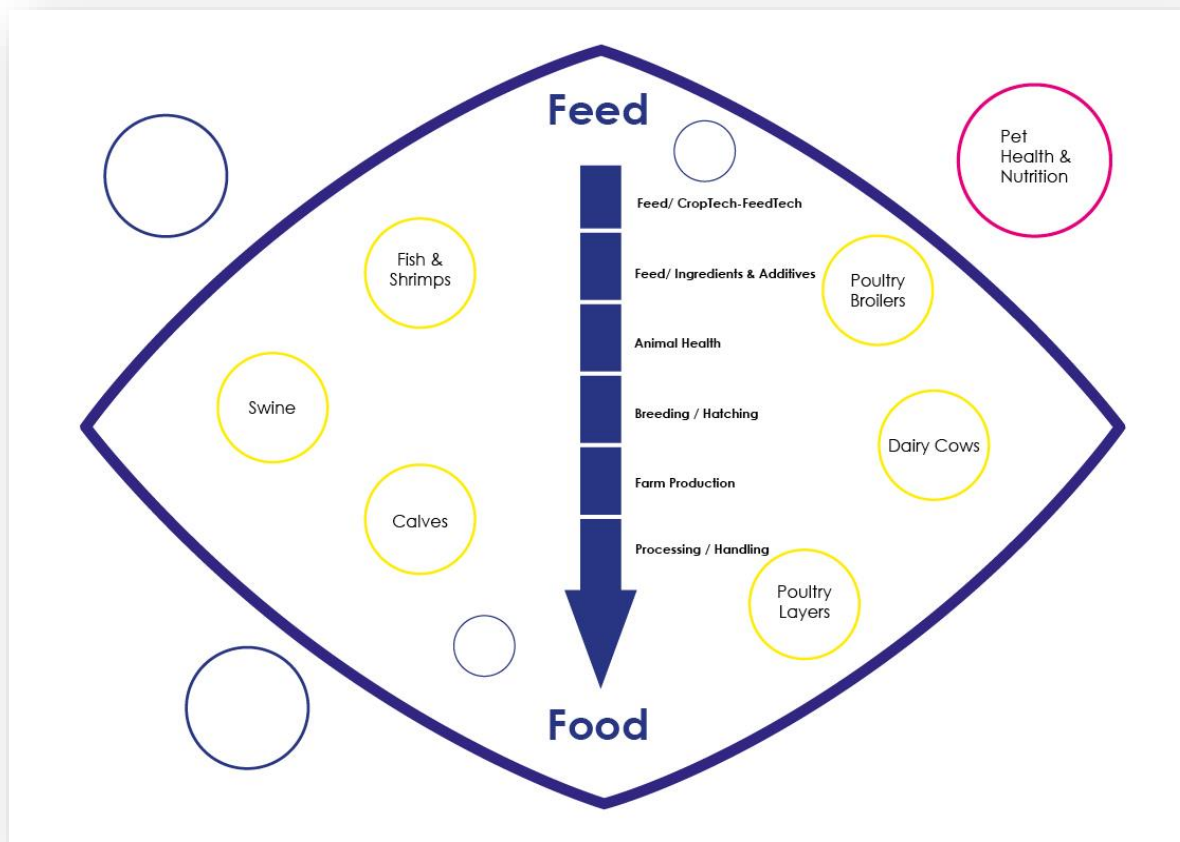 Feed
Pet
Health &
Nutrition
Feed/ CropTech-FeedTech
Fish &
Shrimps
Feed/ Ingredients & Additives
Poultry
Broilers
Animal Health
Swine
Breeding / Hatching
Dairy Cows
Farm Production
Calves
Processing / Handling
Poultry
Layers
Food